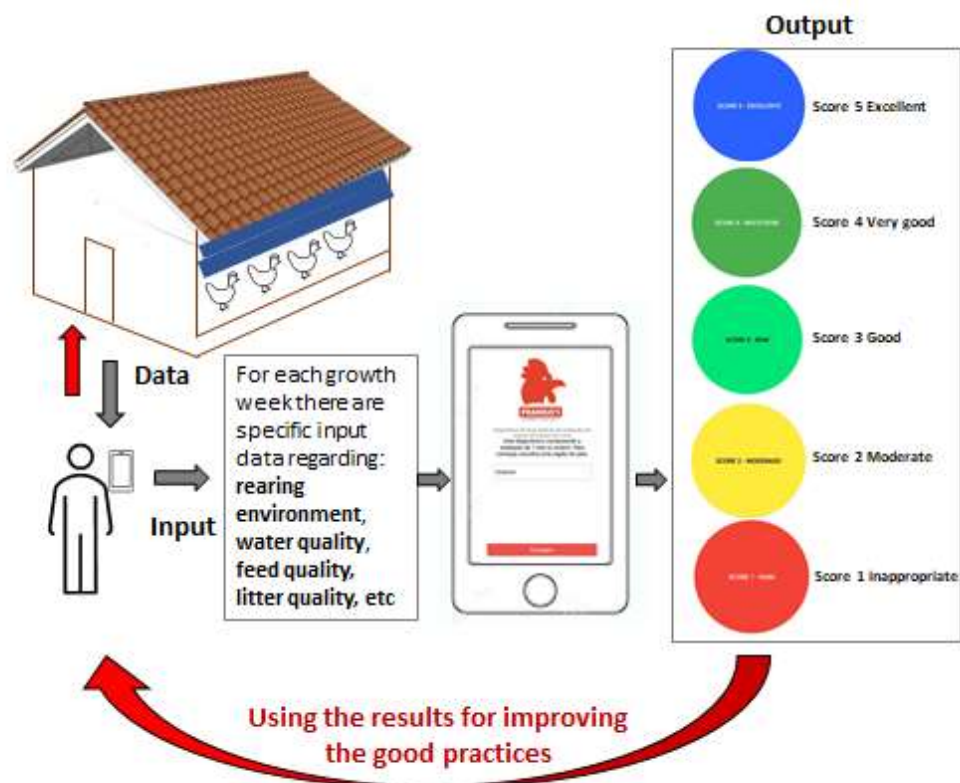 Output
Score 5 Excellent
Score 4 Very good
Score 3 Good
Score 2 Moderate
Score 1 Inappropriate
Data
Input
For each growth
week there are
specific input
data regarding:
rearing
environment,
water quality,
feed quality,
litter quality, etc
Using the results for improving
the good practices